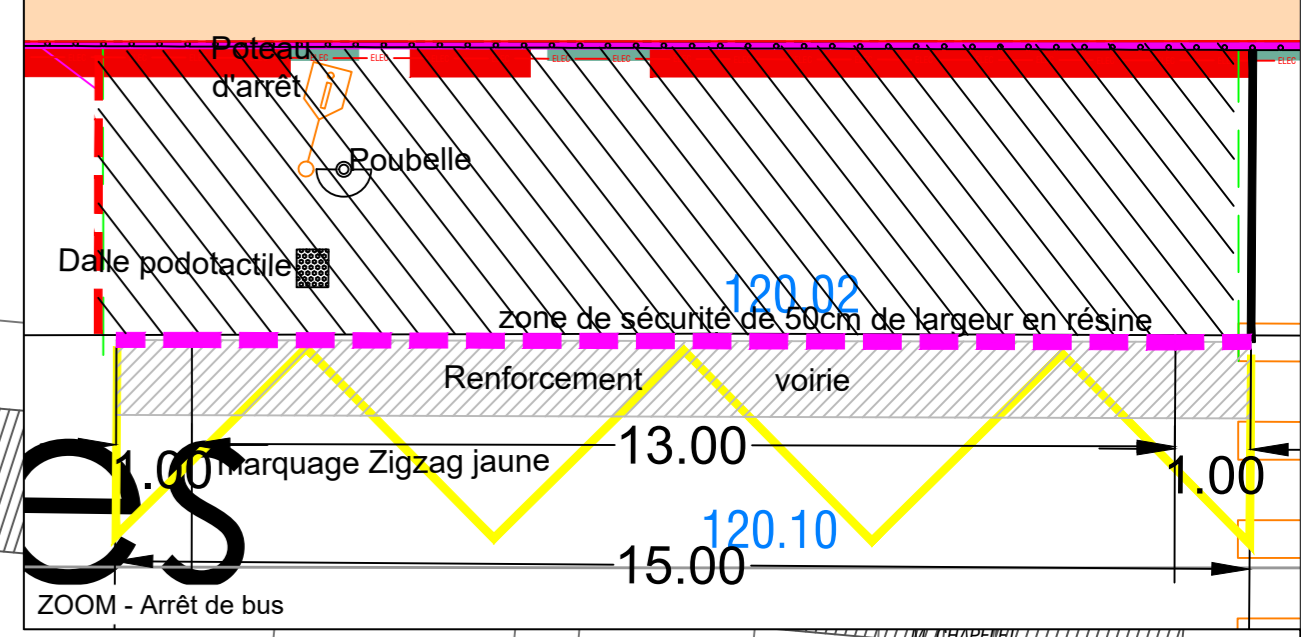 Poteau
d'arrêt
ELEC
ELEC
ELEC
ELEC
ELEC
Poubelle
Dalle podotactile
120.02
zone de sécurité de 50cm de largeur en résine
Renforcement voirie
13.00
1.00
marquage Zigzag jaune
1.00
es
120.10
15.00
ZOOM - Arrêt de bus